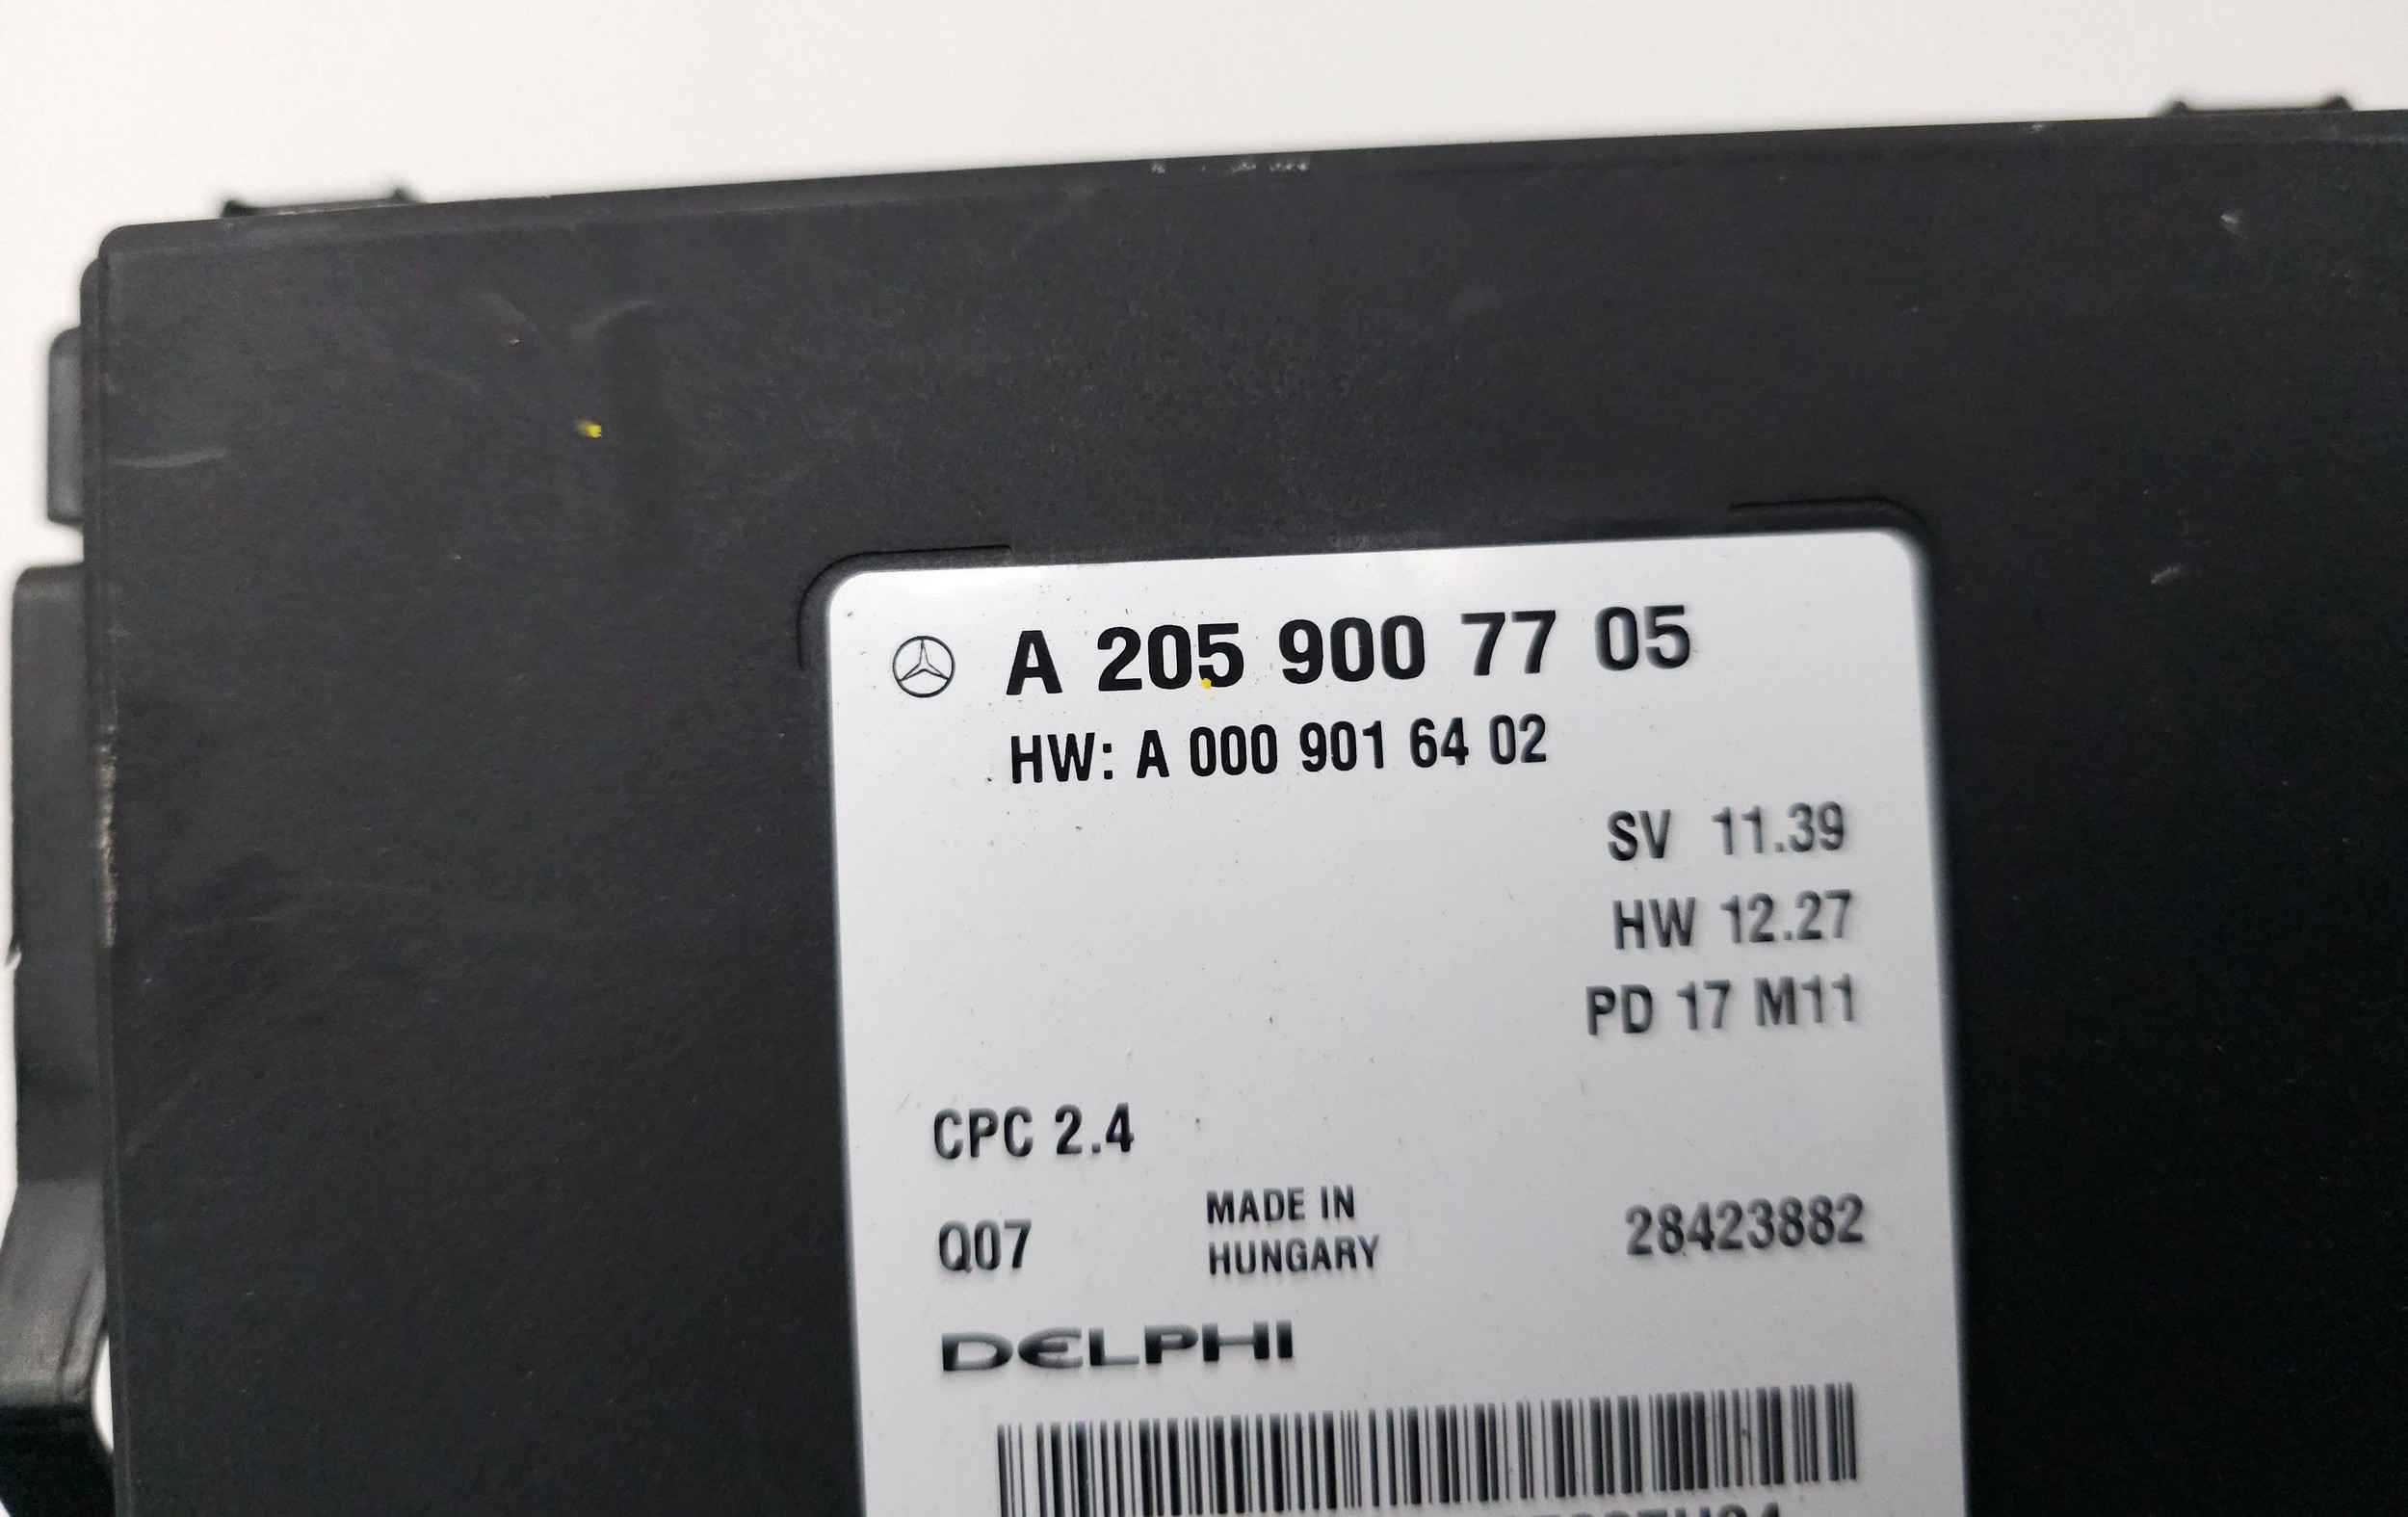 A 205 900 77 05
HW: A 000 901 64 02
SV 11.39
HW 12.27
PD 17 M11
CPC 2.4
Q07
MADE IN
HUNGARY
28423882
DELPHI